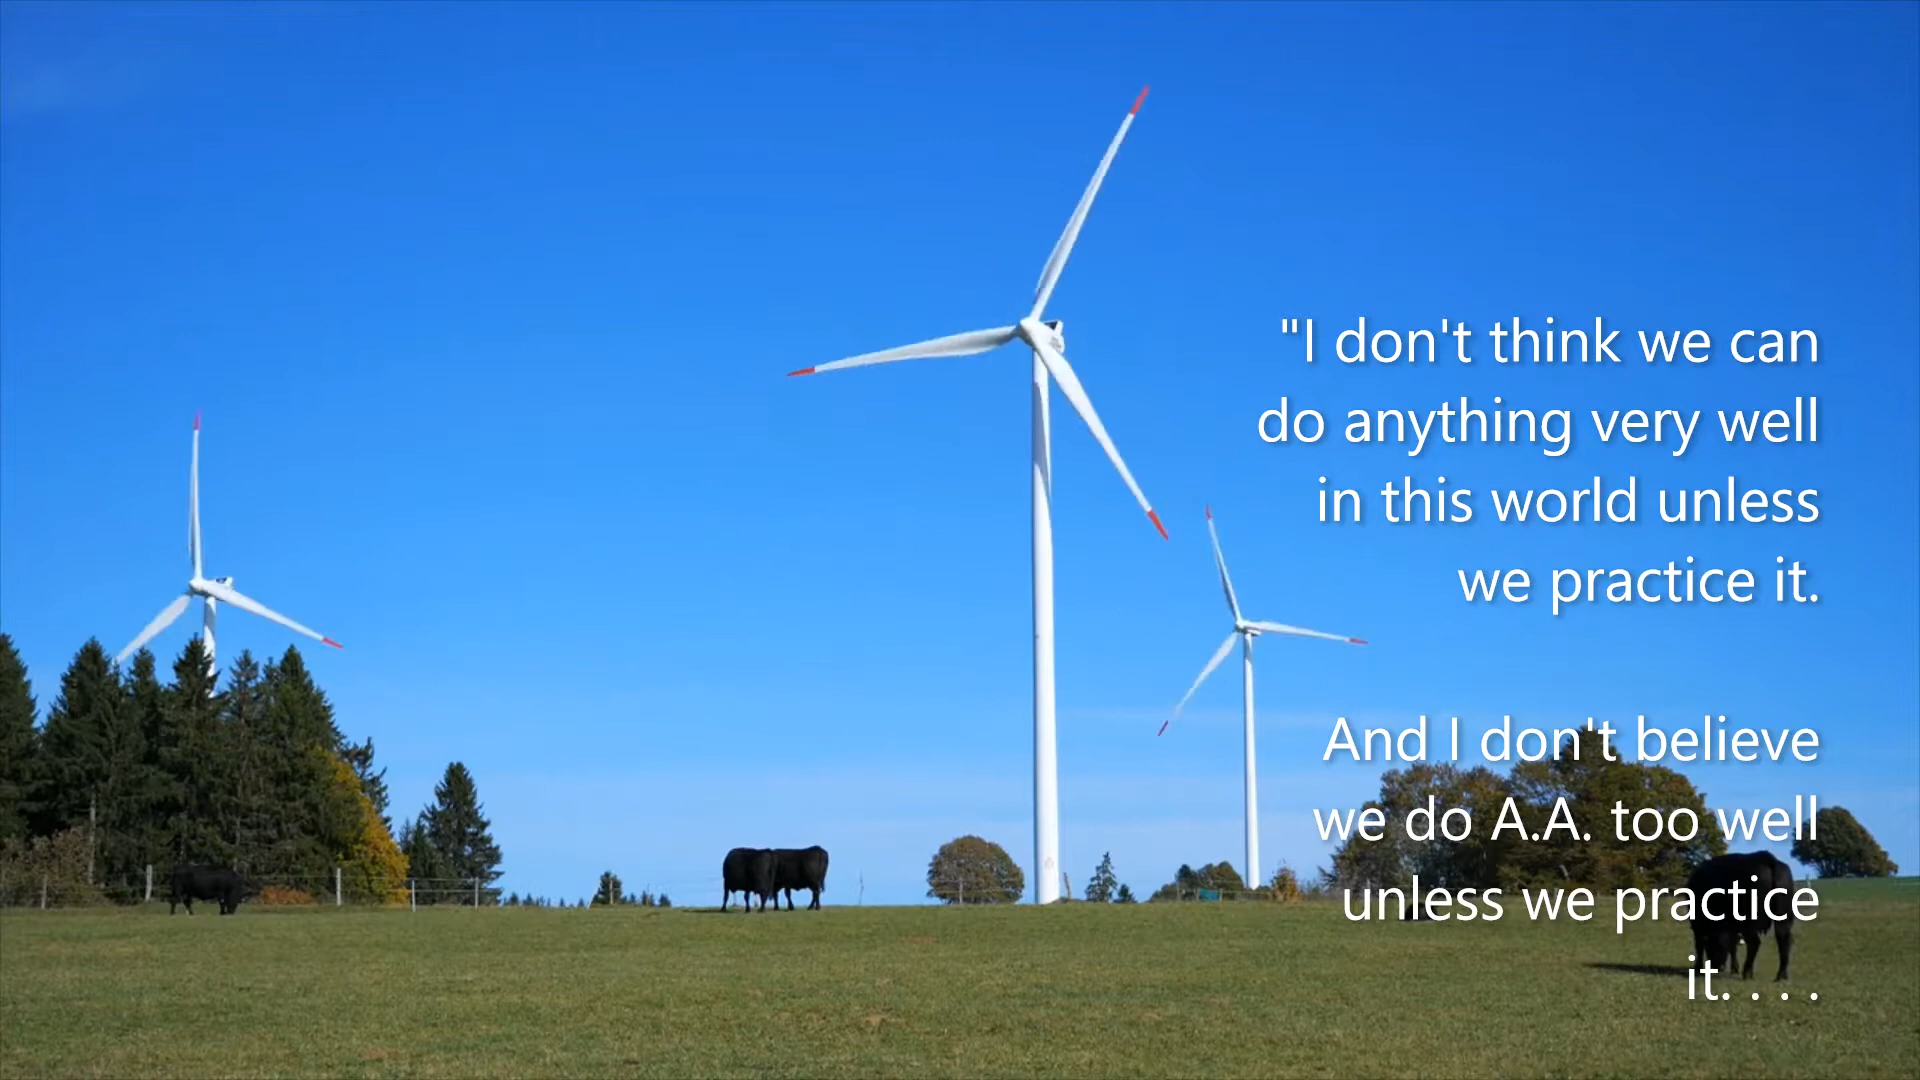 "I don't think we can
do anything very well
in this world unless
we practice it.
And I don't believe
we do A.A. too well
unless we practice
it. . . .